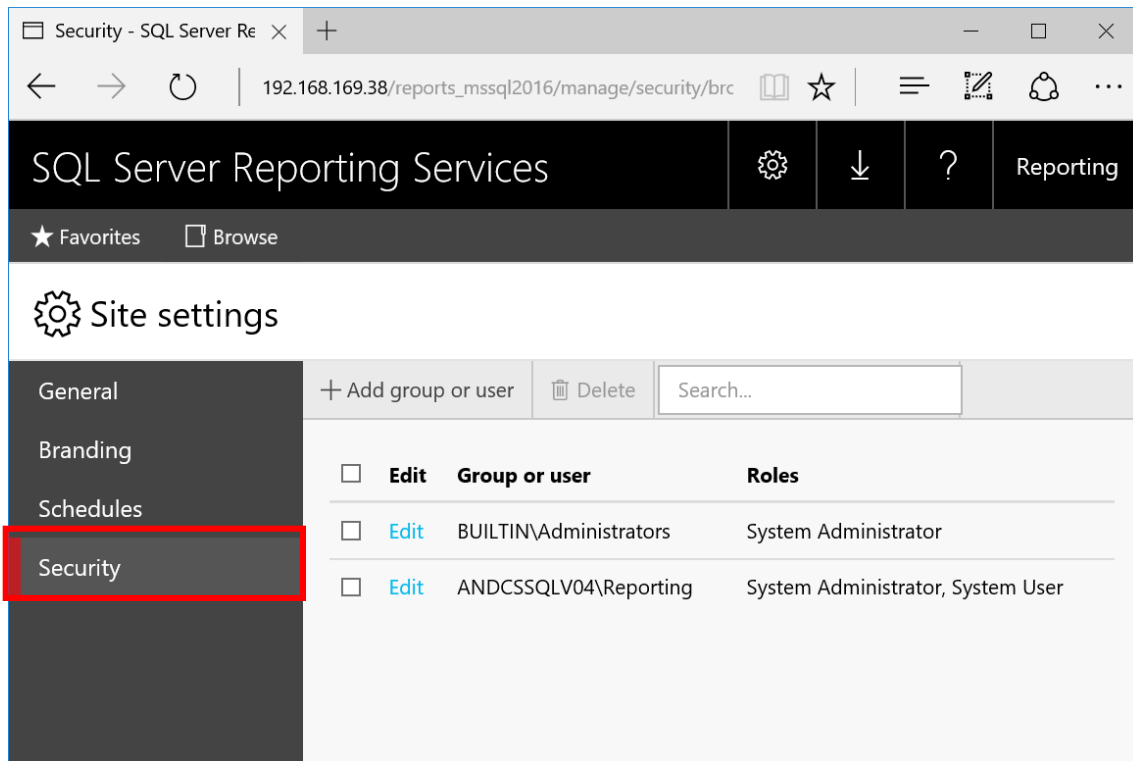 Security - SQL Server Re
192.168.169.38/reports_mssql2016/manage/security/brc
SQL Server Reporting Services
? Reporting
Favorites Browse
Site settings
General
+ Add group or user Delete Search...
Branding
Edit Group or user Roles
Schedules
Edit BUILTIN\Administrators System Administrator
Security
Edit ANDCSSQLV04\Reporting System Administrator, System User